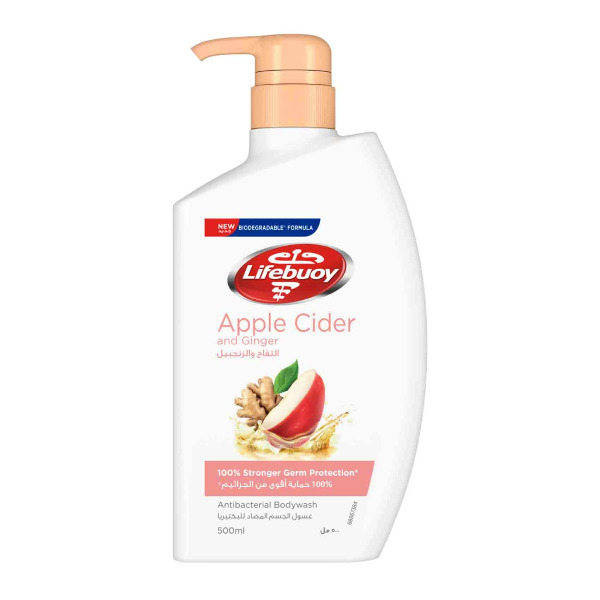 NEW BIODEGRADABLE* FORMULA
جديد
Lifebuoy
Apple Cider
and Ginger
التفاح والزنجبيل
100% Stronger Germ Protection*
100% حماية أقوى من الجراثيم*
Antibacterial Bodywash
غسول الجسم المضاد للبكتيريا
500ml ٥٠٠ مل